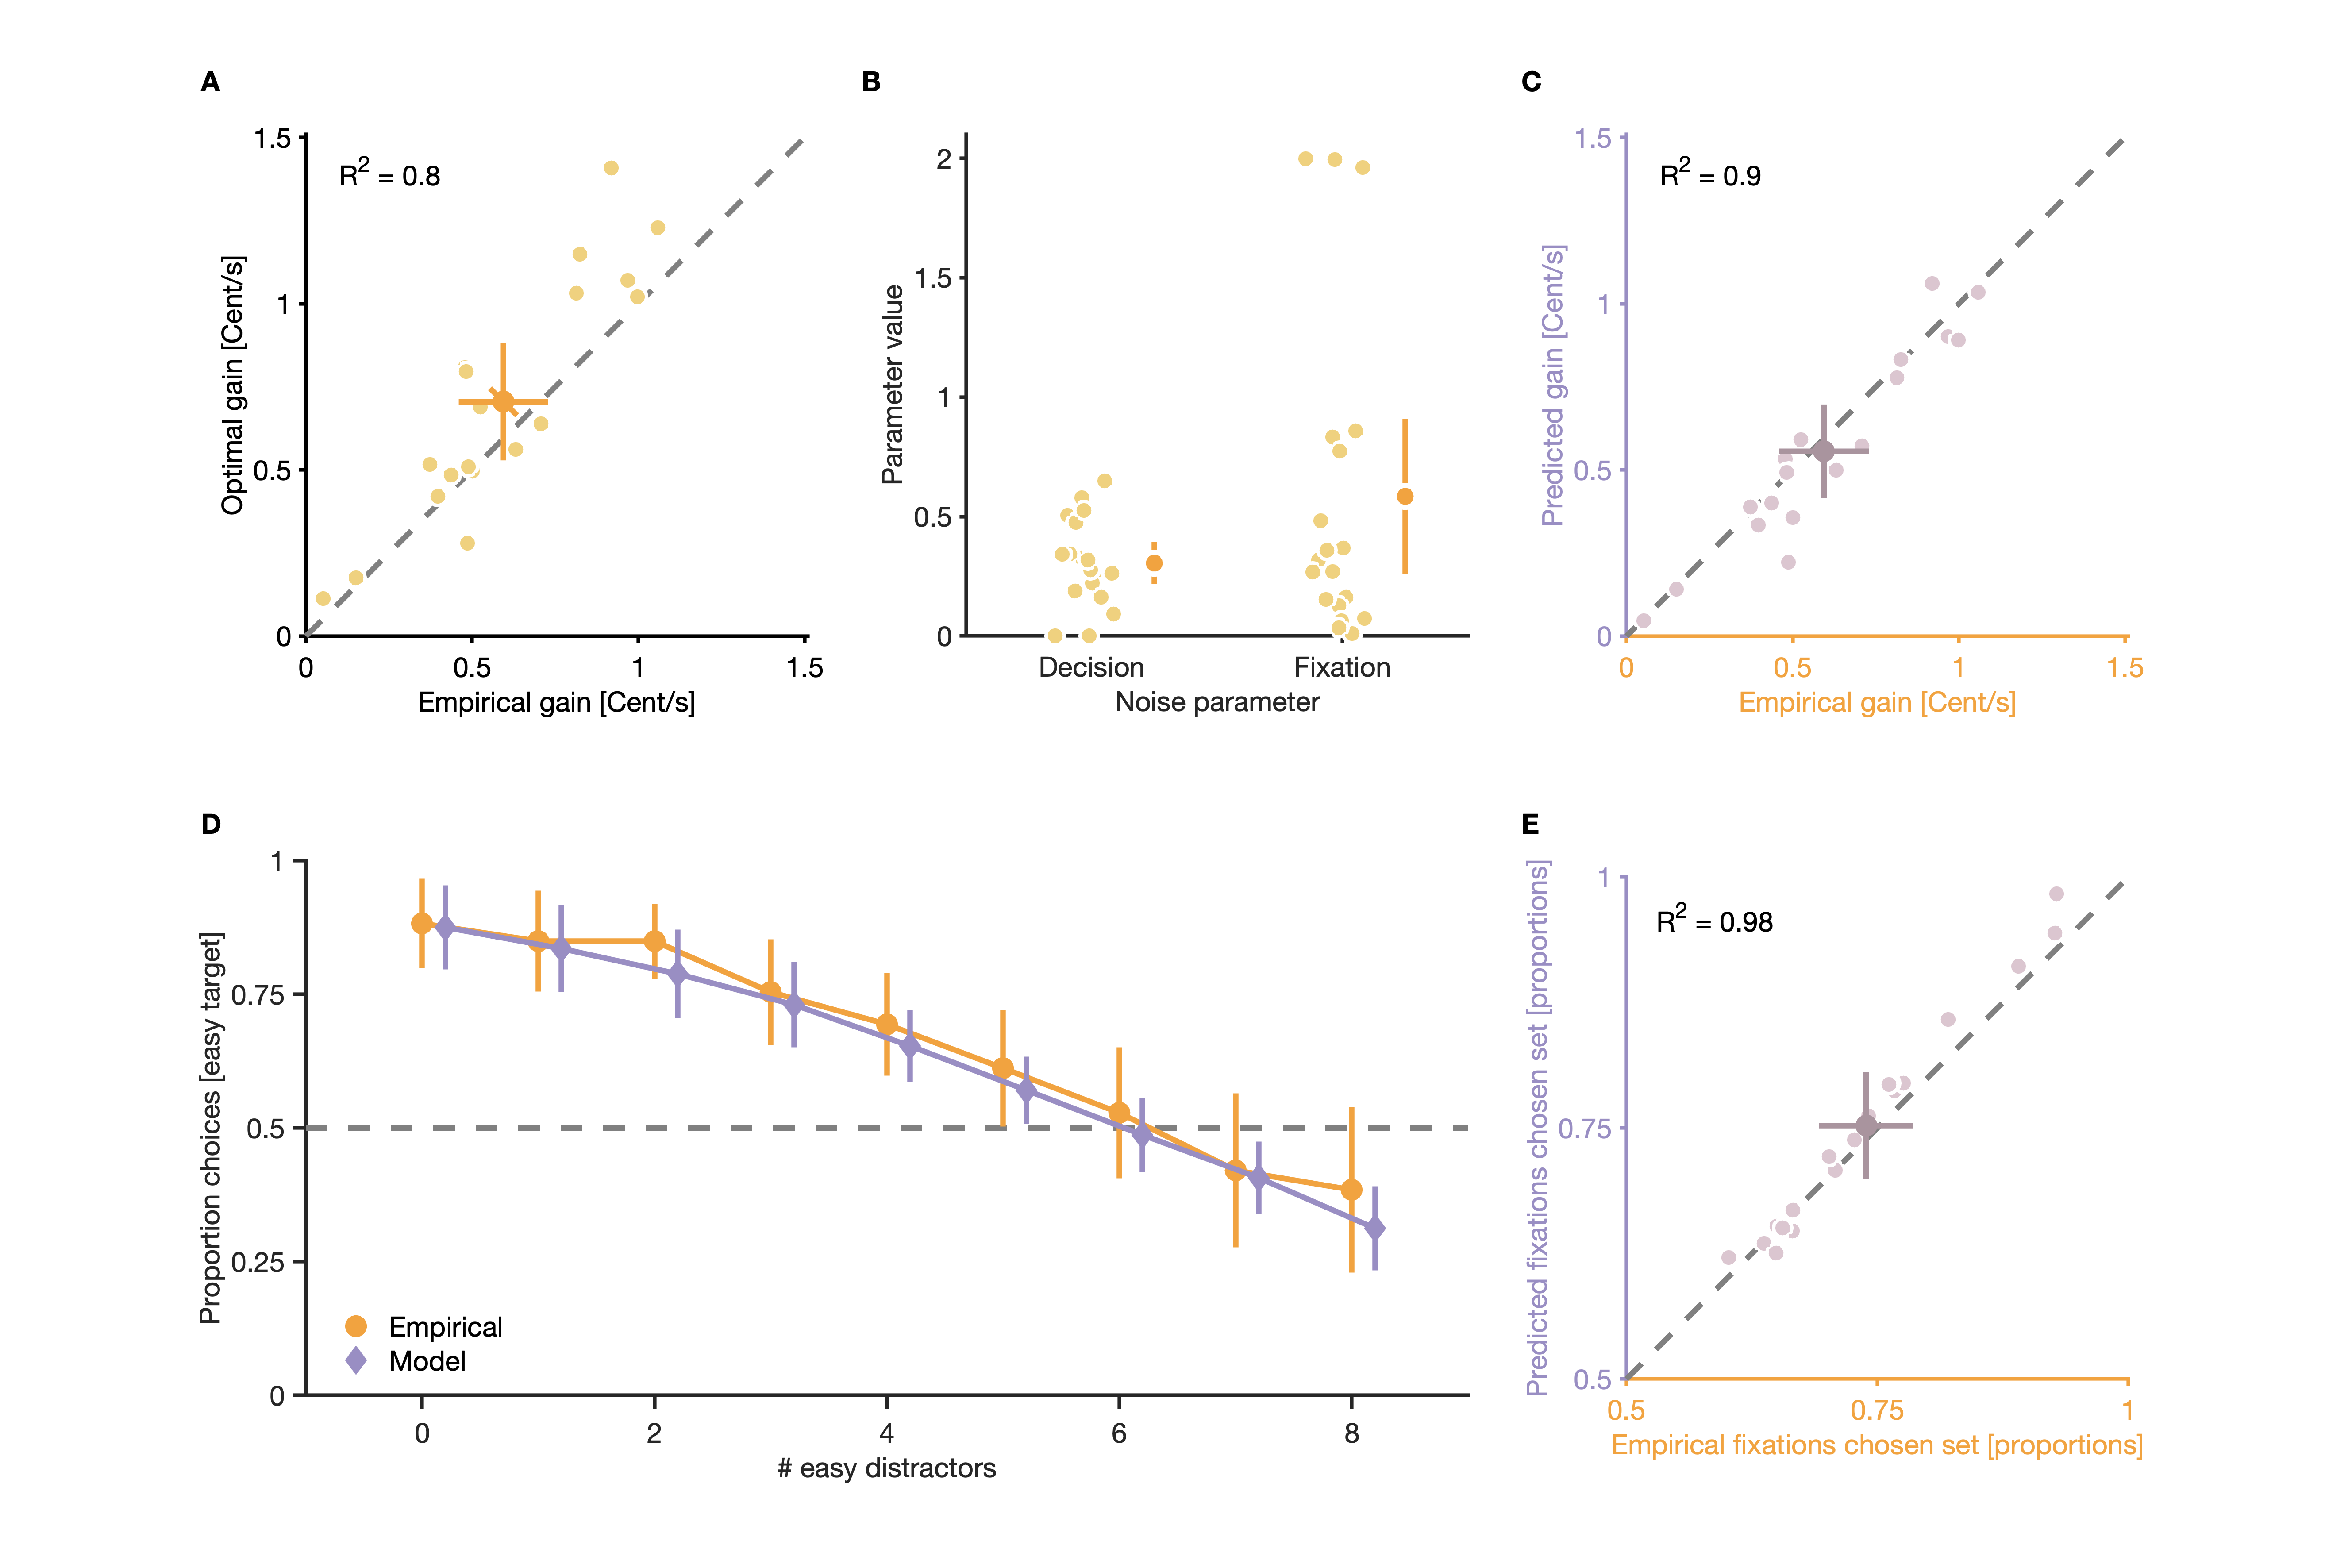 A
R2 = 0.8
Optimal gain [Cent/s]
1.5
1
0.5
0
0 0.5 1 1.5
Empirical gain [Cent/s]
B
Parameter value
2
1.5
1
0.5
0
Decision Fixation
Noise parameter
C
R2 = 0.9
Predicted gain [Cent/s]
1.5
1
0.5
0
0 0.5 1 1.5
Empirical gain [Cent/s]
D
Proportion choices [easy target]
1
0.75
0.5
0.25
0
Empirical
Model
0 2 4 6 8
# easy distractors
E
R2 = 0.98
Predicted fixations chosen set [proportions]
1
0.75
0.5
0.5 0.75 1
Empirical fixations chosen set [proportions]